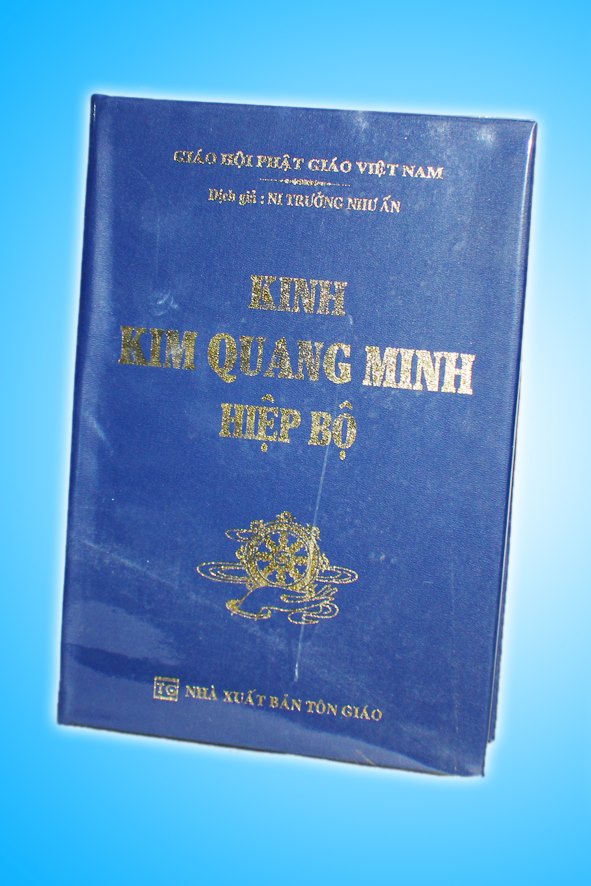 GIÁO HỘI PHẬT GIÁO VIỆT NAM
Dịch giả : NI TRƯỞNG NHƯ ẤN
KINH
KIM QUANG MINH
HIỆP BỘ
TG NHÀ XUẤT BẢN TÔN GIÁO